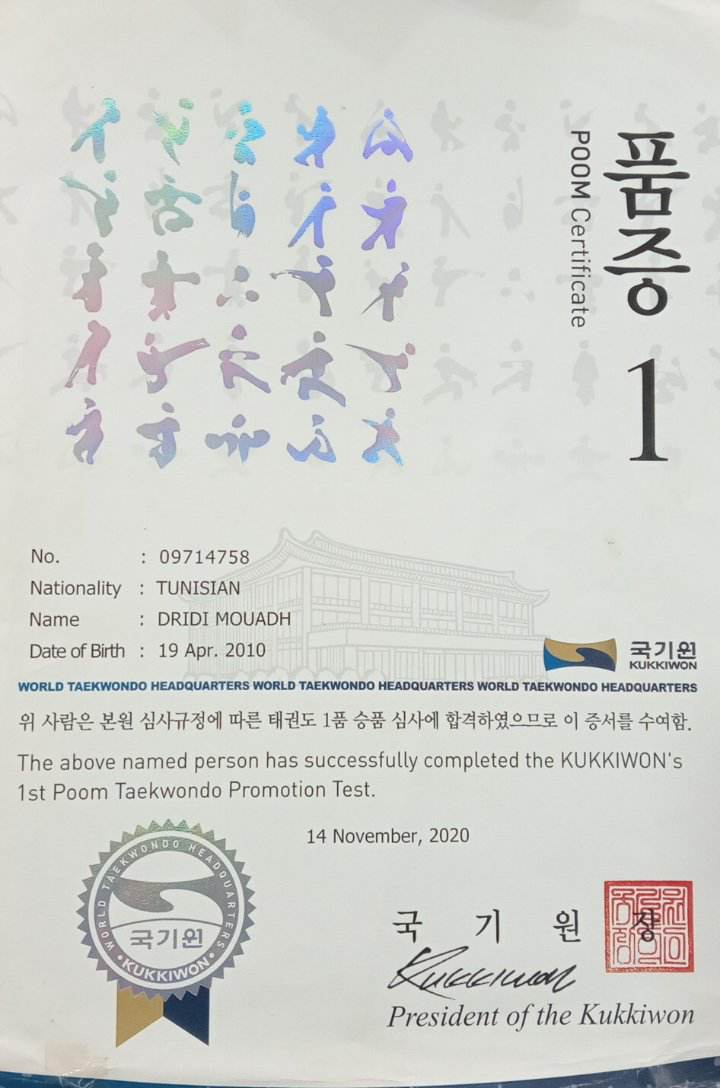 품증
POOM Certificate
1
No. : 09714758
Nationality : TUNISIAN
Name : DRIDI MOUADH
Date of Birth : 19 Apr. 2010
국기원
KUKKIWON
WORLD TAEKWONDO HEADQUARTERS WORLD TAEKWONDO HEADQUARTERS WORLD TAEKWONDO HEADQUARTERS
위 사람은 본원 심사규정에 따른 태권도 1품 승품 심사에 합격하였으므로 이 증서를 수여함.
The above named person has successfully completed the KUKKIWON's
1st Poom Taekwondo Promotion Test.
14 November, 2020
WORLD TAEKWONDO HEADQUARTERS
국기원
•KUKKIWON•
국 기 원 장
Kukkiwon
President of the Kukkiwon